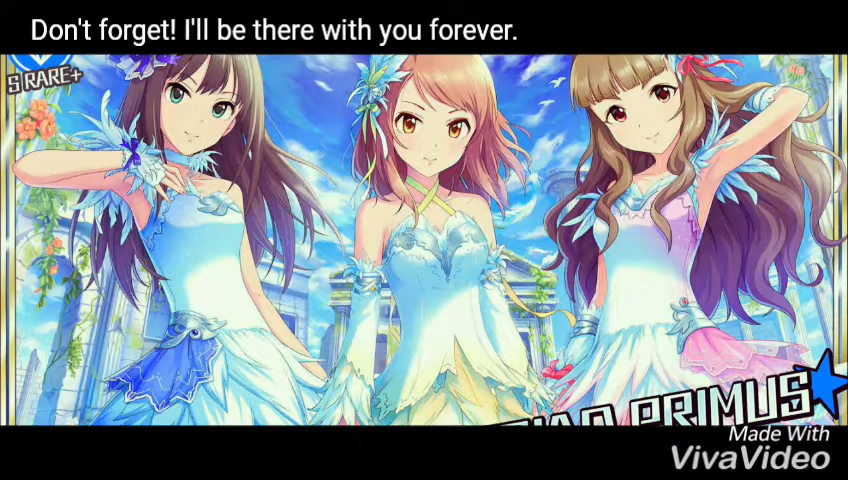 Don't forget! I'll be there with you forever.
S RARE+
PRIMUS
Made With
VivaVideo